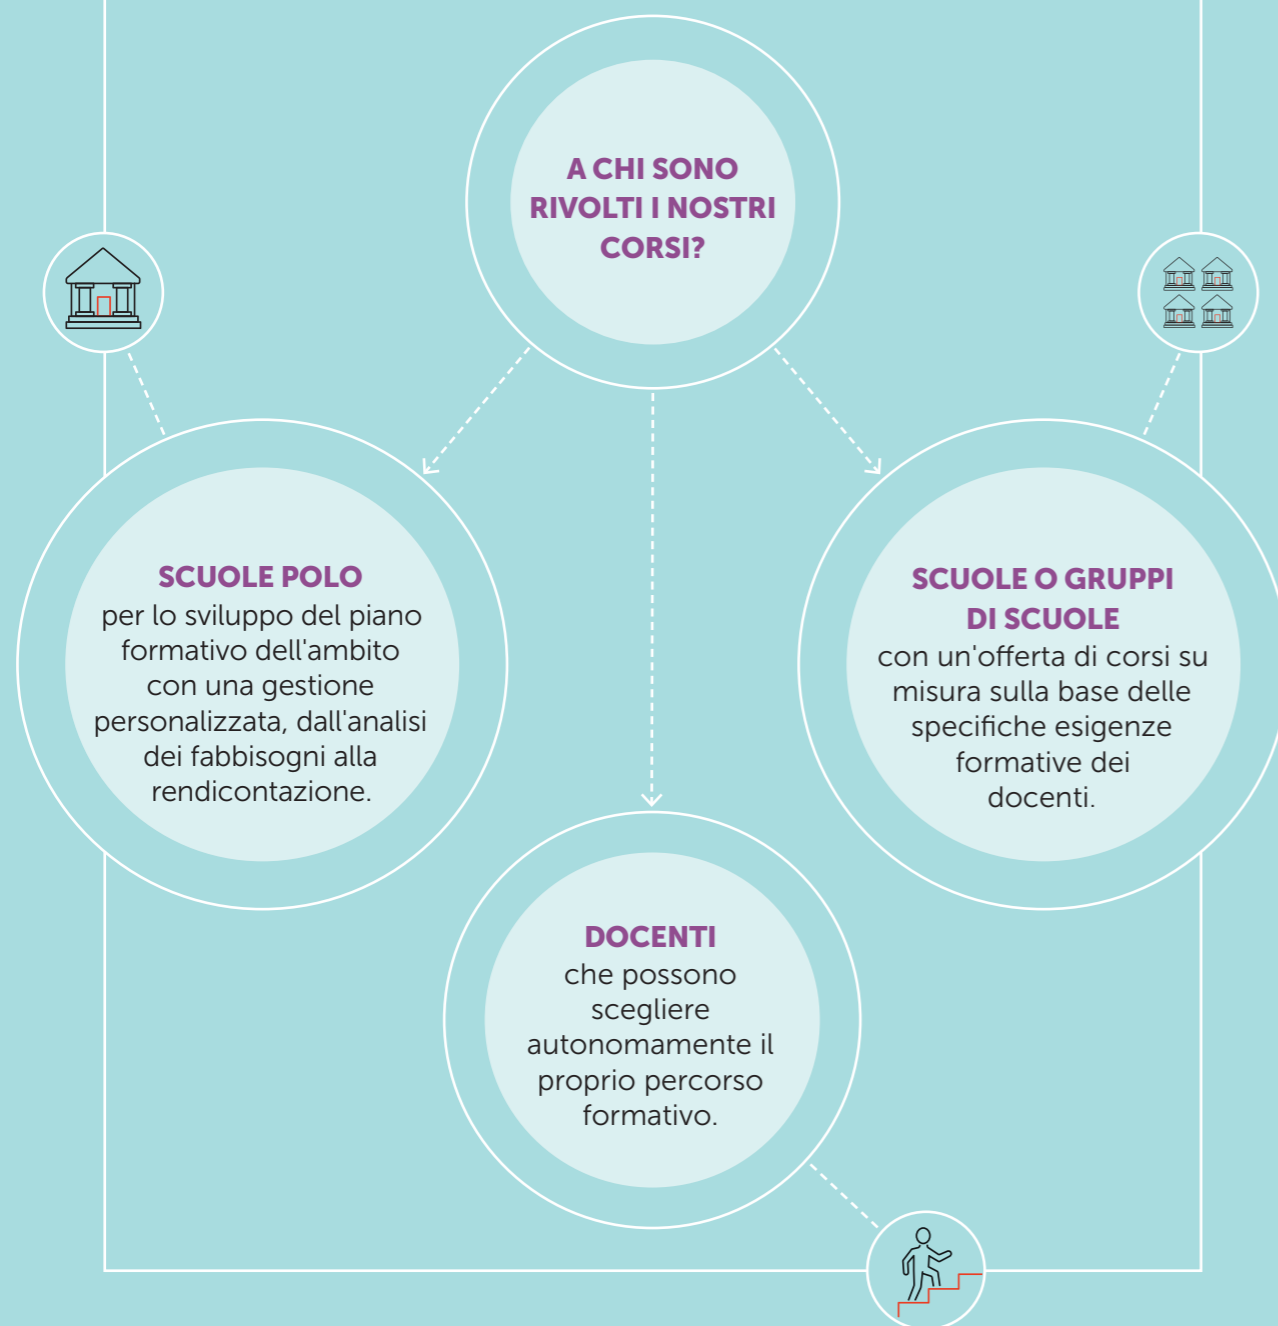 A CHI SONO
RIVOLTI I NOSTRI
CORSI?
SCUOLE POLO
per lo sviluppo del piano
formativo dell'ambito
con una gestione
personalizzata, dall'analisi
dei fabbisogni alla
rendicontazione.
SCUOLE O GRUPPI
DI SCUOLE
con un'offerta di corsi su
misura sulla base delle
specifiche esigenze
formative dei
docenti.
DOCENTI
che possono
scegliere
autonomamente il
proprio percorso
formativo.